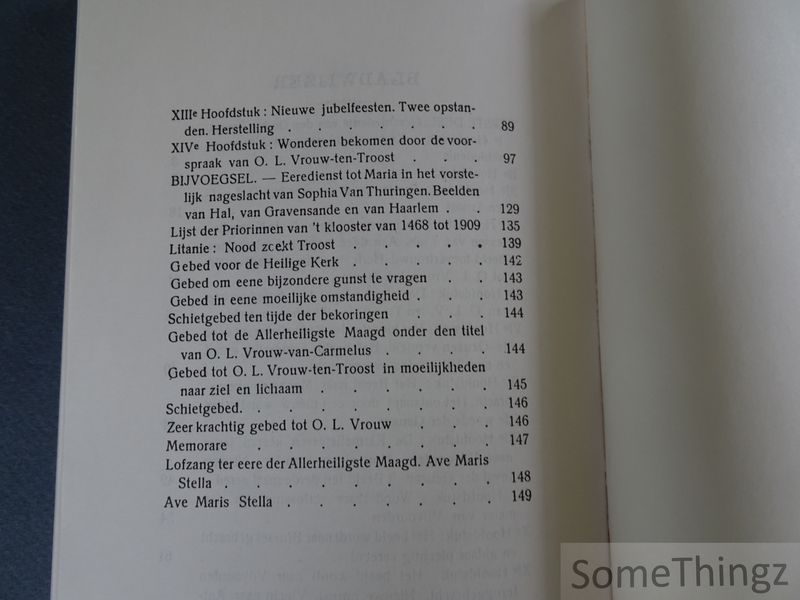 XIIIe Hoofdstuk : Nieuwe jubelfeesten. Twee opstan-
den. Herstelling . . . . . . . 89
XIVe Hoofdstuk : Wonderen bekomen door de voor-
spraak van O. L. Vrouw-ten-Troost . . . 97
BIJVOEGSEL. — Eeredienst tot Maria in het vorste-
lijk nageslacht van Sophia Van Thuringen. Beelden
van Hal, van Gravensande en van Haarlem . . 129
Lijst der Priorinnen van 't klooster van 1468 tot 1909 135
Litanie : Nood zoekt Troost . . . . . 139
Gebed voor de Heilige Kerk . . . . . 142
Gebed om eene bijzondere gunst te vragen . . 143
Gebed in eene moeilijke omstandigheid . . . 143
Schietgebed ten tijde der bekoringen . . . 144
Gebed tot de Allerheiligste Maagd onder den titel
van O. L. Vrouw-van-Carmelus . . . . 144
Gebed tot O. L. Vrouw-ten-Troost in moeilijkheden
naar ziel en lichaam . . . . . . 145
Schietgebed. . . . . . . . . 146
Zeer krachtig gebed tot O. L. Vrouw . . . 146
Memorare . . . . . . . . 147
Lofzang ter eere der Allerheiligste Maagd. Ave Maris
Stella . . . . . . . . . 148
Ave Maris Stella . . . . . . . 149
SomeThingz